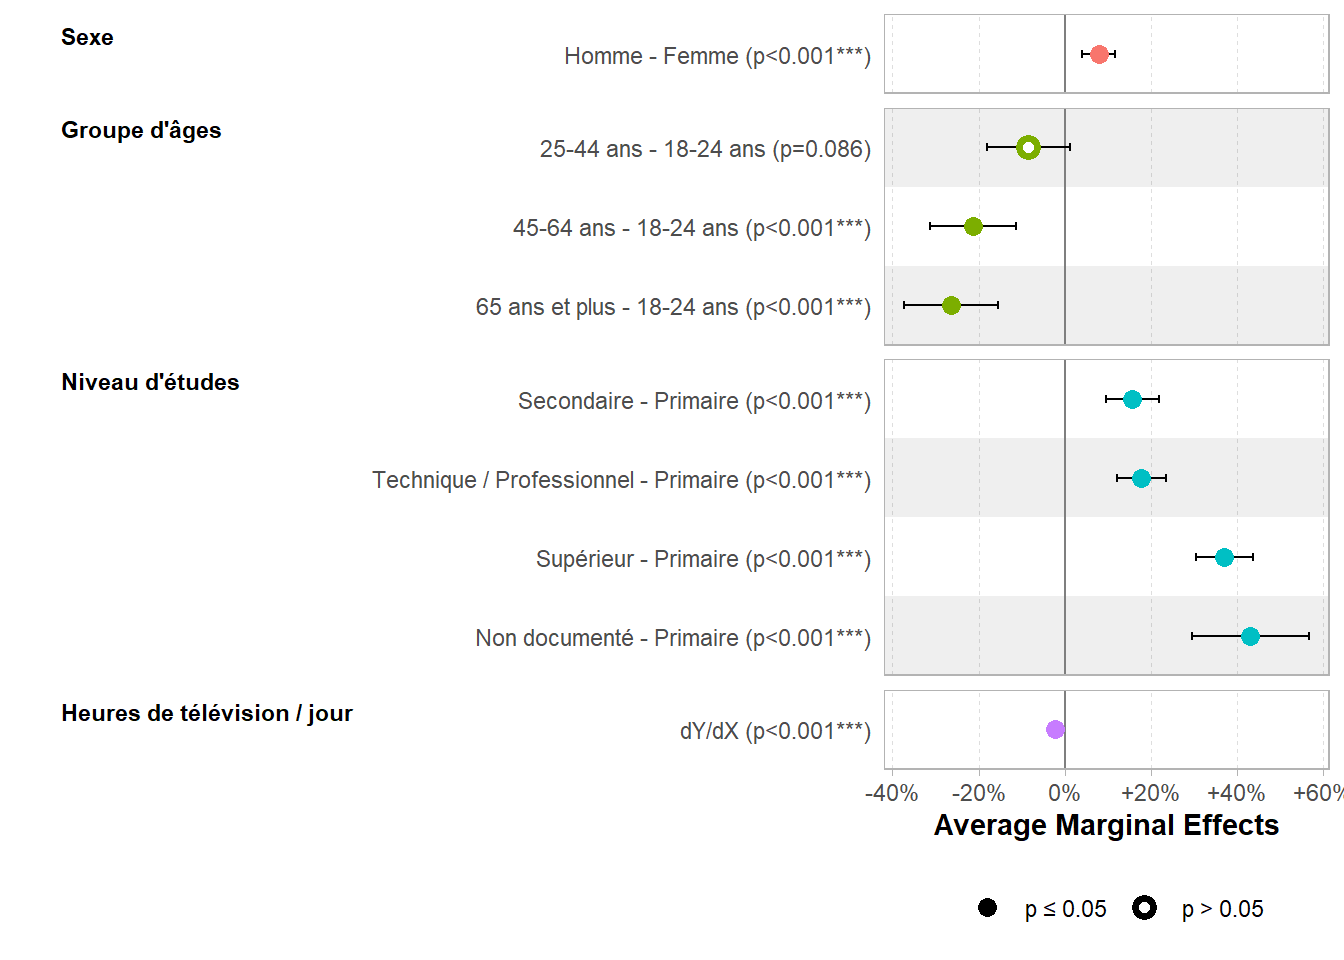 Sexe
Homme - Femme (p<0.001***)
Groupe d'âges
25-44 ans - 18-24 ans (p=0.086)
45-64 ans - 18-24 ans (p<0.001***)
65 ans et plus - 18-24 ans (p<0.001***)
Niveau d'études
Secondaire - Primaire (p<0.001***)
Technique / Professionnel - Primaire (p<0.001***)
Supérieur - Primaire (p<0.001***)
Non documenté - Primaire (p<0.001***)
Heures de télévision / jour
dY/dX (p<0.001***)
-40% -20% 0% +20% +40% +60%
Average Marginal Effects
p ≤ 0.05 p > 0.05